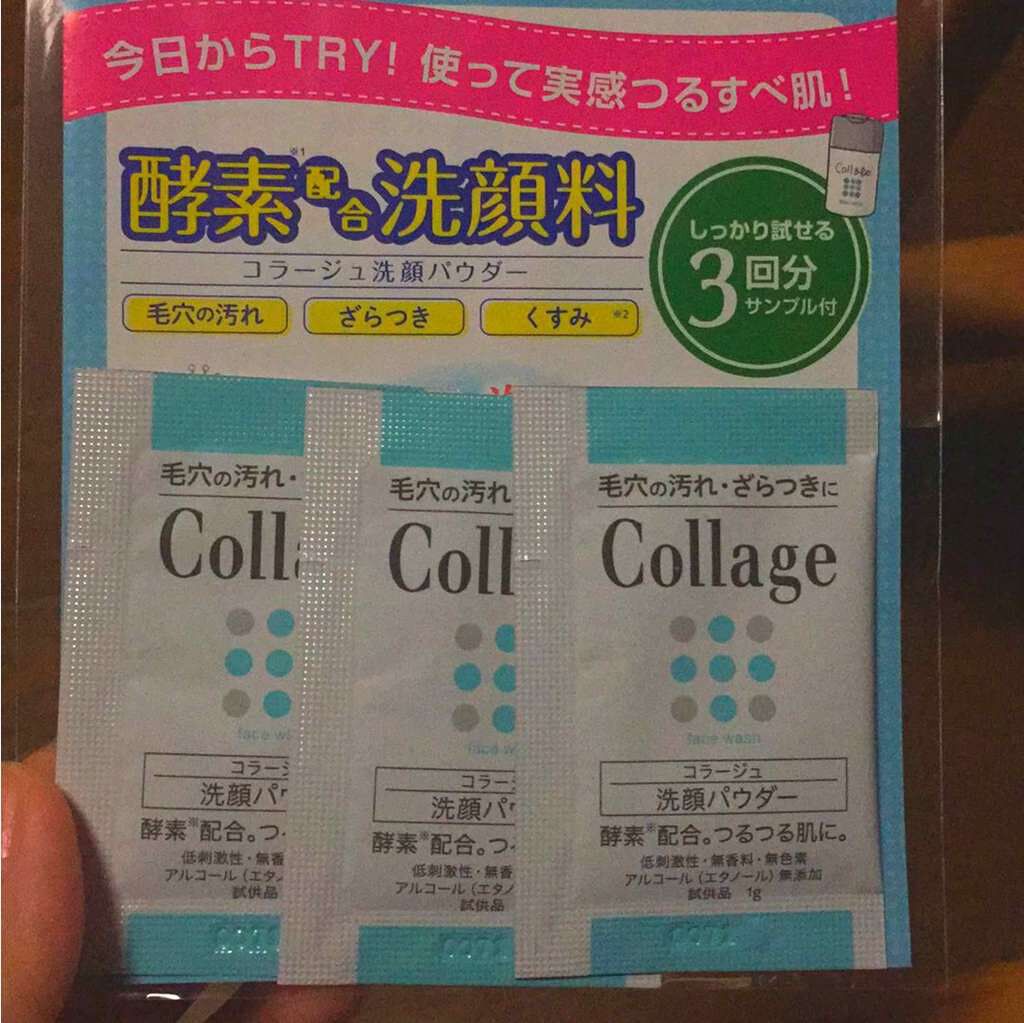 今日からTRY! 使って実感つるすべ肌!
酵素※1配合洗顔料
コラージュ洗顔パウダー
毛穴の汚れ
ざらつき
くすみ ※2
Collage
しっかり試せる
3回分
サンプル付
毛穴の汚れ・
Colla
face w
コラー
洗顔パ
酵素※配合。つ
低刺激性・無香
アルコール(エタ
試供品
毛穴の汚れ
Coll
face w
コラー
洗顔パ
酵素※配合。つ
低刺激性・無香
アルコール(エタノ
試供品
毛穴の汚れ・ざらつきに
Collage
face wash
コラージュ
洗顔パウダー
酵素※配合。つるつる肌に。
低刺激性・無香料・無色素
アルコール(エタノール)無添加
試供品 1g